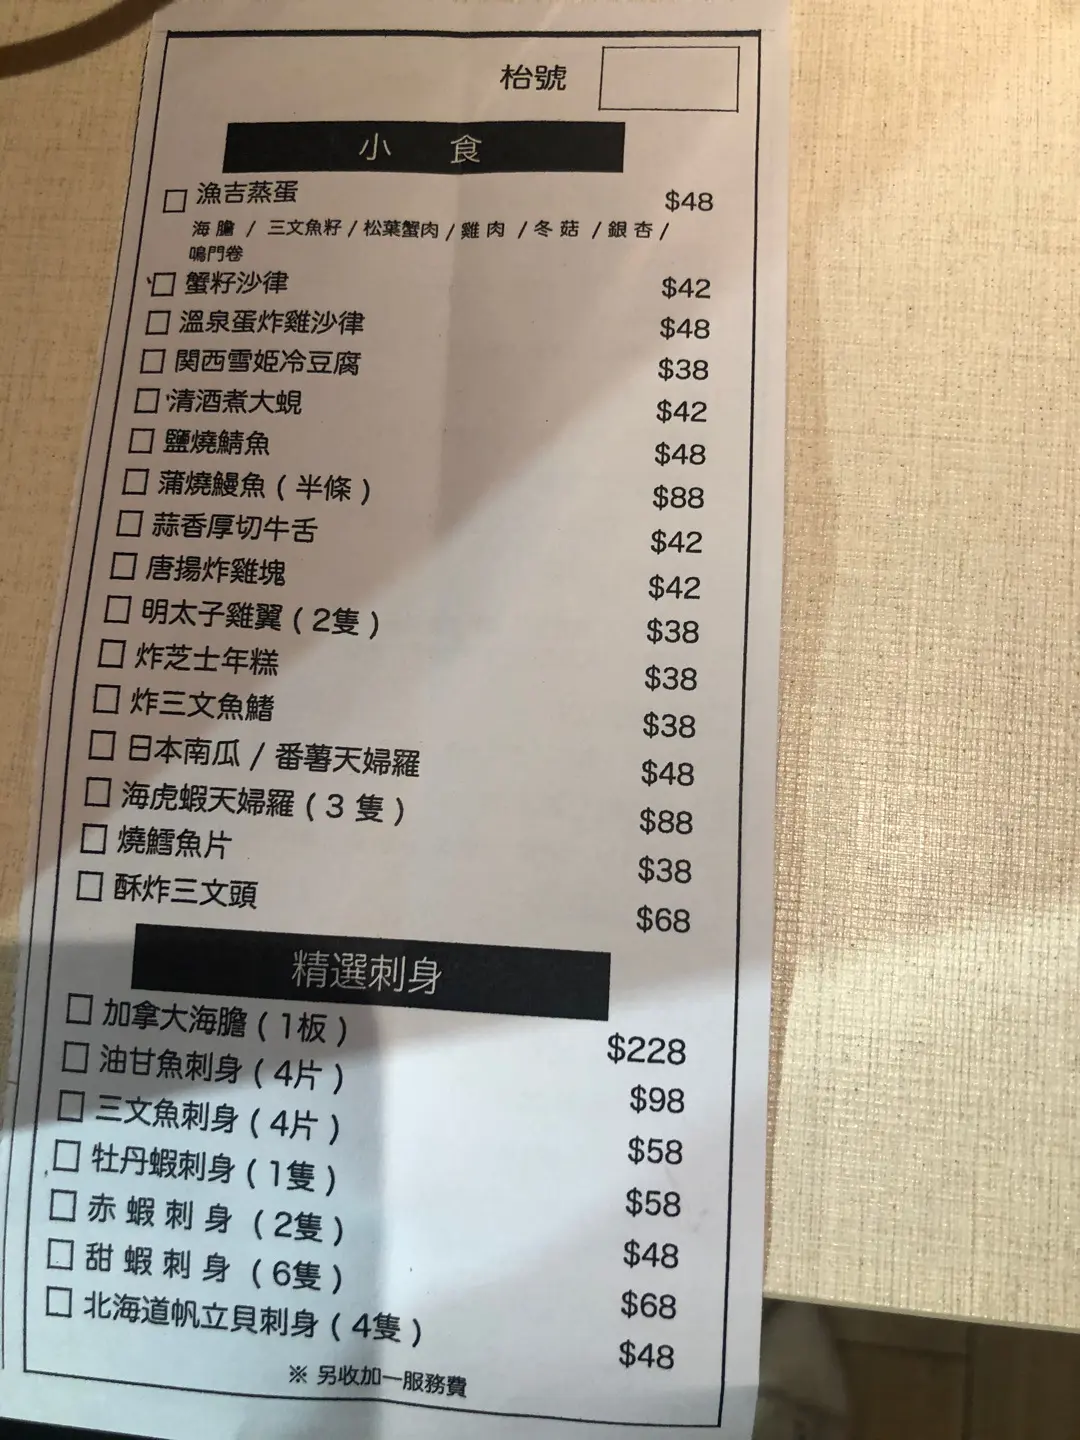 枱號
小 食
漁吉蒸蛋 $48
海膽 / 三文魚籽 / 松葉蟹肉 / 雞肉 / 冬菇 / 銀杏 /
鳴門卷
蟹籽沙律 $42
溫泉蛋炸雞沙律 $48
関西雪姫冷豆腐 $38
清酒煮大蜆 $42
鹽燒鯖魚 $48
蒲燒鰻魚 ( 半條 ) $88
蒜香厚切牛舌 $42
唐揚炸雞塊 $42
明太子雞翼 ( 2隻 ) $38
炸芝士年糕 $38
炸三文魚鰭 $38
日本南瓜 / 番薯天婦羅 $48
海虎蝦天婦羅 ( 3 隻 ) $88
燒鱈魚片 $38
酥炸三文頭 $68
精選刺身
加拿大海膽 ( 1板 ) $228
油甘魚刺身 ( 4片 ) $98
三文魚刺身 ( 4片 ) $58
牡丹蝦刺身 ( 1隻 ) $58
赤蝦刺身 ( 2隻 ) $48
甜蝦刺身 ( 6隻 ) $68
北海道帆立貝刺身 ( 4隻 ) $48
※ 另收加一服務費